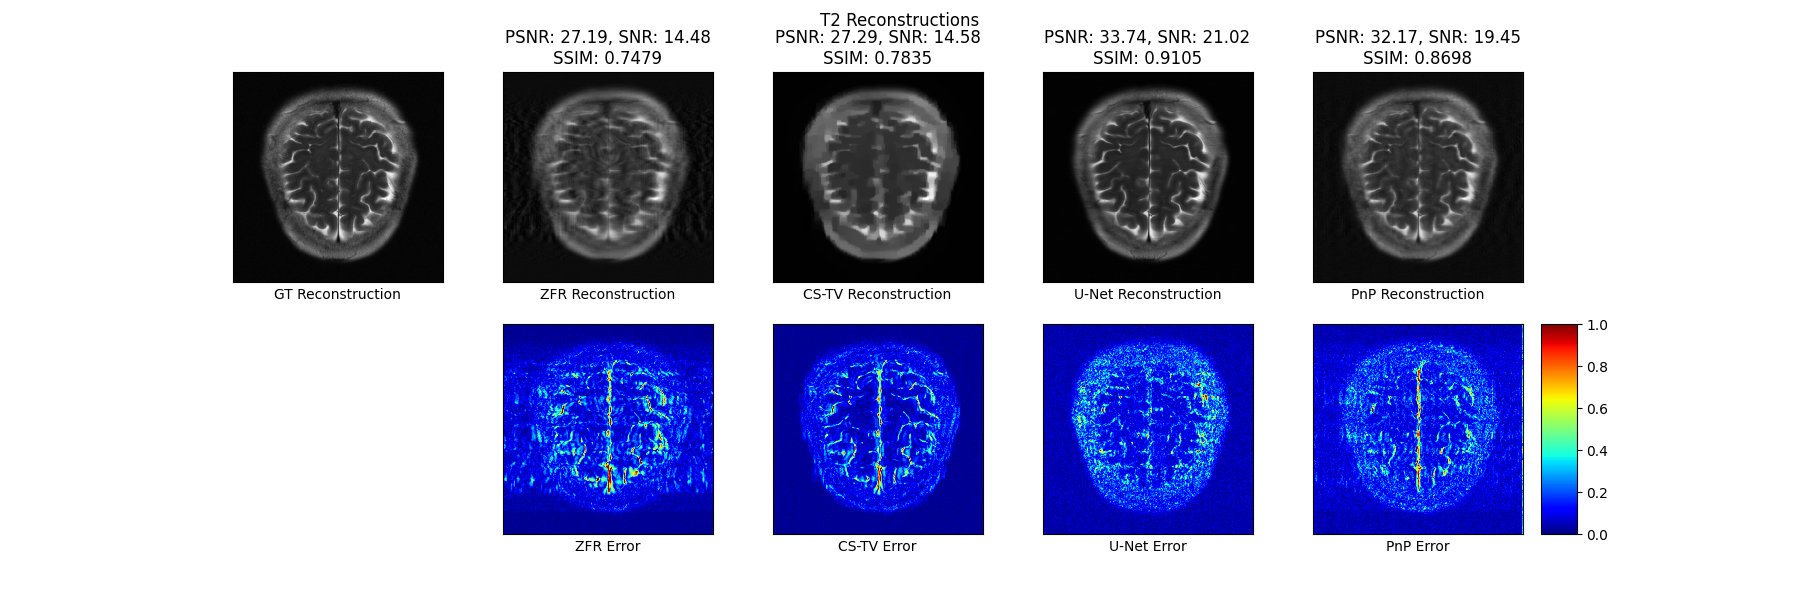 T2 Reconstructions
PSNR: 27.19, SNR: 14.48
SSIM: 0.7479
PSNR: 27.29, SNR: 14.58
SSIM: 0.7835
PSNR: 33.74, SNR: 21.02
SSIM: 0.9105
PSNR: 32.17, SNR: 19.45
SSIM: 0.8698
GT Reconstruction
ZFR Reconstruction
CS-TV Reconstruction
U-Net Reconstruction
PnP Reconstruction
1.0
0.8
0.6
0.4
0.2
0.0
ZFR Error
CS-TV Error
U-Net Error
PnP Error